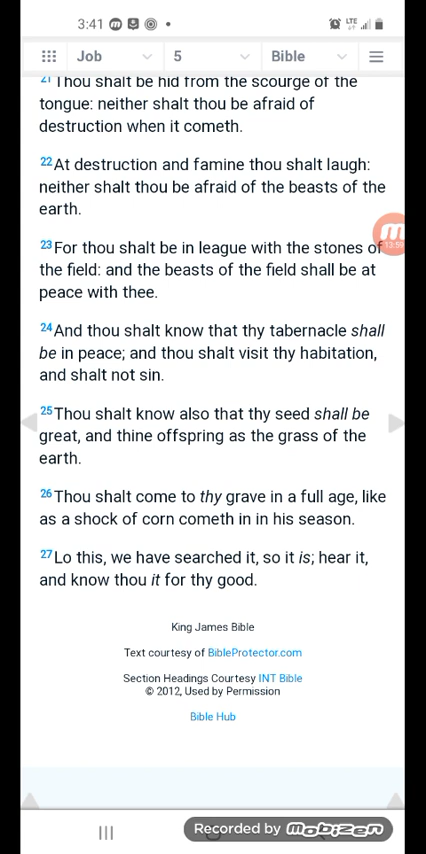 3:41 LTE
Job 5 Bible
21 Thou shalt be hid from the scourge of the
tongue: neither shalt thou be afraid of
destruction when it cometh.
22 At destruction and famine thou shalt laugh:
neither shalt thou be afraid of the beasts of the
earth.
23 For thou shalt be in league with the stones of
the field: and the beasts of the field shall be at
peace with thee.
13:59
24 And thou shalt know that thy tabernacle shall
be in peace; and thou shalt visit thy habitation,
and shalt not sin.
25 Thou shalt know also that thy seed shall be
great, and thine offspring as the grass of the
earth.
26 Thou shalt come to thy grave in a full age, like
as a shock of corn cometh in in his season.
27 Lo this, we have searched it, so it is; hear it,
and know thou it for thy good.
King James Bible
Text courtesy of BibleProtector.com
Section Headings Courtesy INT Bible
© 2012, Used by Permission
Bible Hub
Recorded by Mobizen